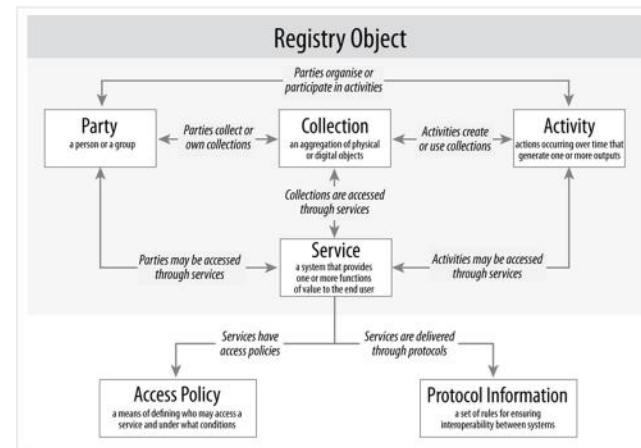 Registry Object
Parties organise or
participate in activities
Party
a person or a group
Parties collect or
own collections
Collection
an aggregation of physical
or digital objects
Activities create
or use collections
Activity
actions occurring over time that
generate one or more outputs
Collections are accessed
through services
Parties may be accessed
through services
Service
a system that provides
one or more functions
of value to the end user
Activities may be accessed
through services
Services have
access policies
Services are delivered
through protocols
Access Policy
a means of defining who may access a
service and under what conditions
Protocol Information
a set of rules for ensuring
interoperability between systems